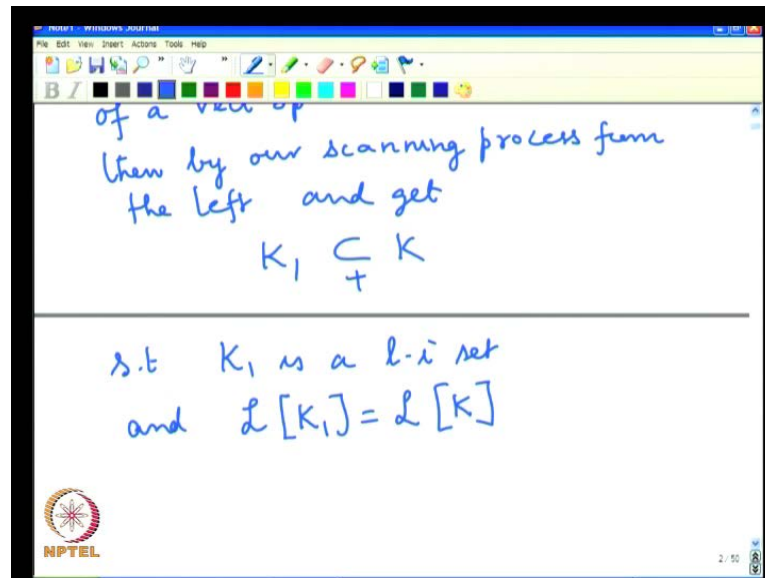 Note1 - Windows Journal
File Edit View Insert Actions Tools Help
B I
of a
then by our scanning process from
the left and get
K₁ ⊊ K
s.t K₁ is a l.i set
and L [K₁] = L [K]
NPTEL
2/50